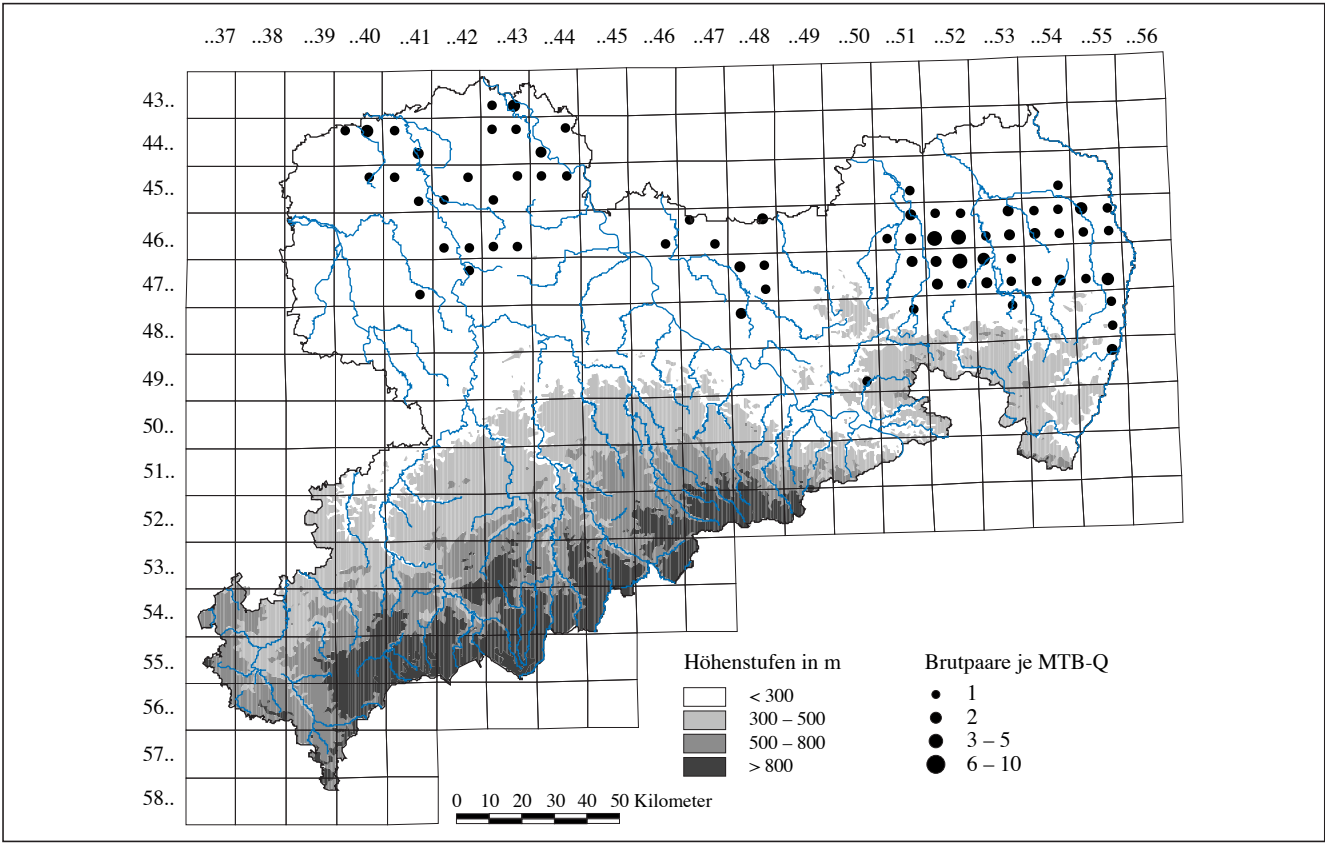 ..37 ..38 ..39 ..40 ..41 ..42 ..43 ..44 ..45 ..46 ..47 ..48 ..49 ..50 ..51 ..52 ..53 ..54 ..55 ..56
43..
44..
45..
46..
47..
48..
49..
50..
51..
52..
53..
54..
55..
56..
57..
58..
Höhenstufen in m
< 300
300 – 500
500 – 800
> 800
Brutpaare je MTB-Q
1
2
3 – 5
6 – 10
0 10 20 30 40 50 Kilometer